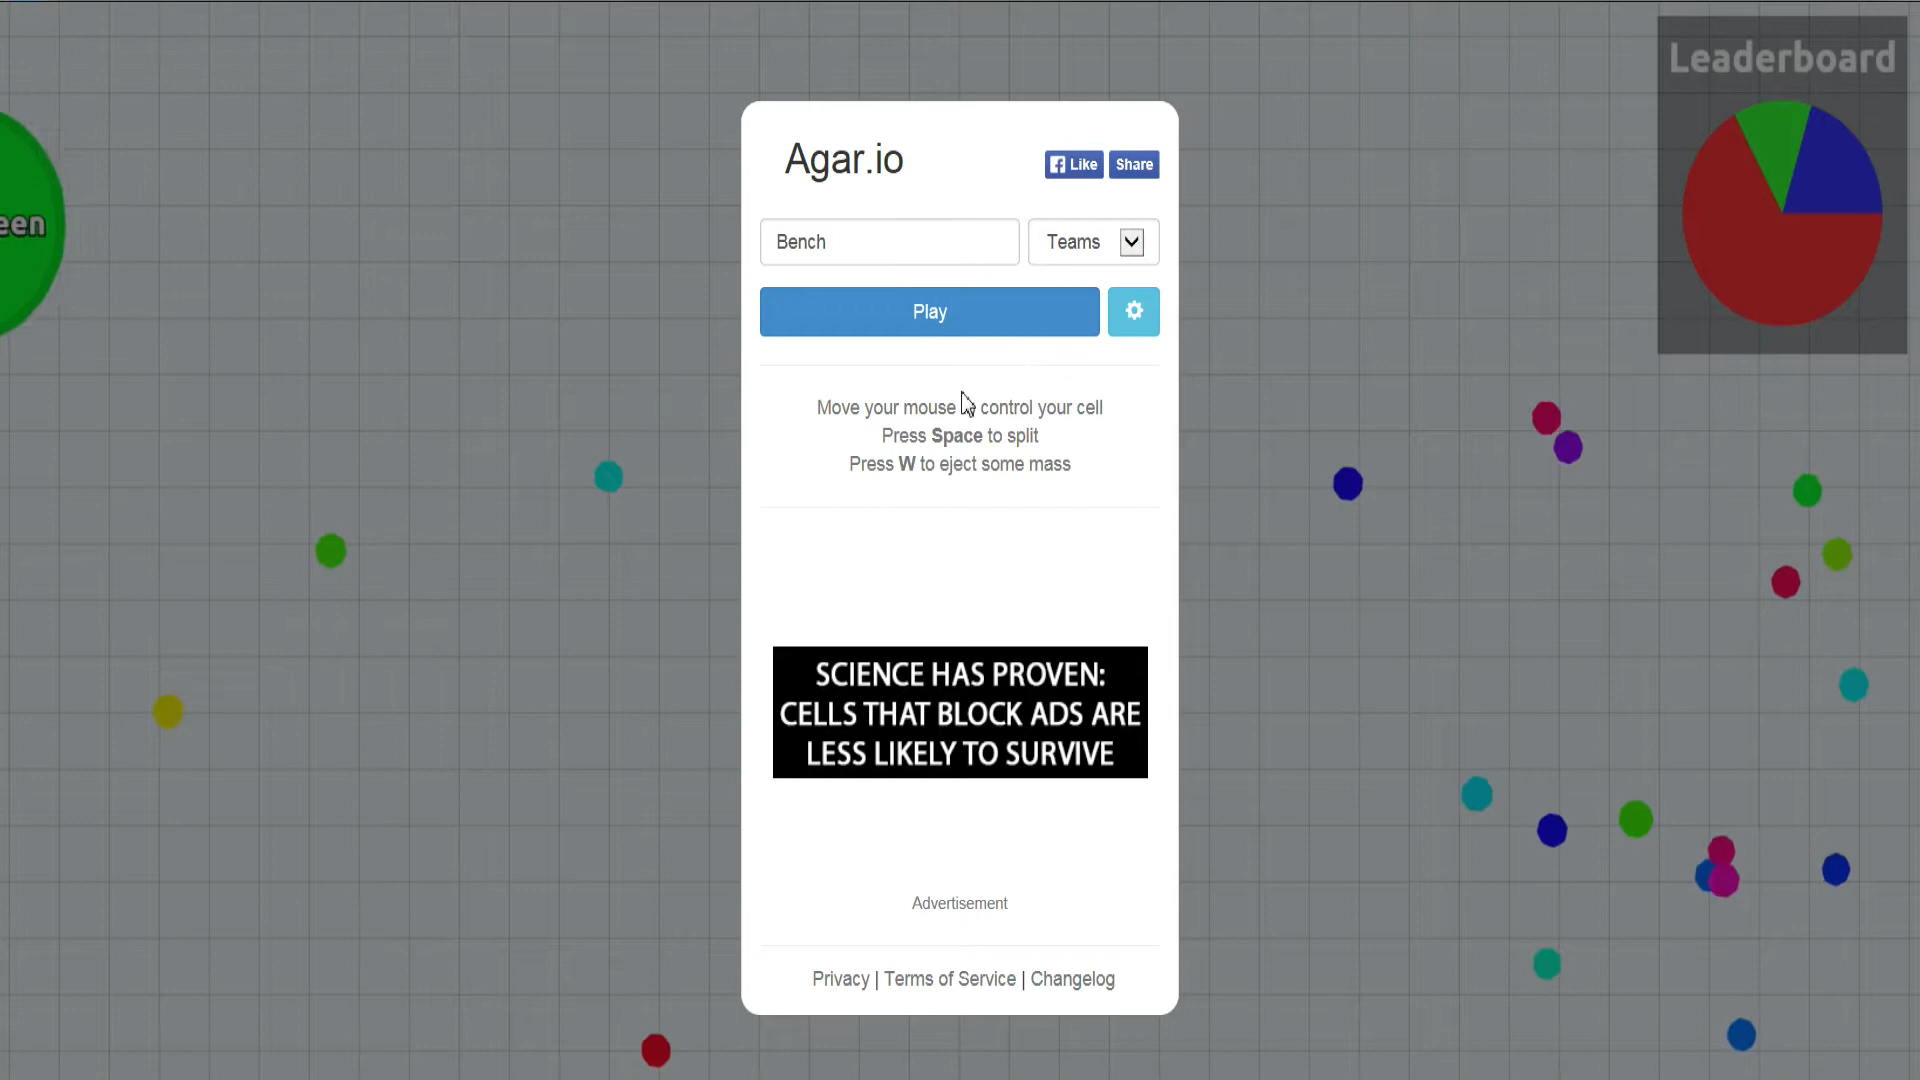 Leaderboard
Agar.io
Like
Share
een
Bench
Teams
Play
Move your mouse control your cell
Press Space to split
Press W to eject some mass
SCIENCE HAS PROVEN:
CELLS THAT BLOCK ADS ARE
LESS LIKELY TO SURVIVE
Advertisement
Privacy | Terms of Service | Changelog